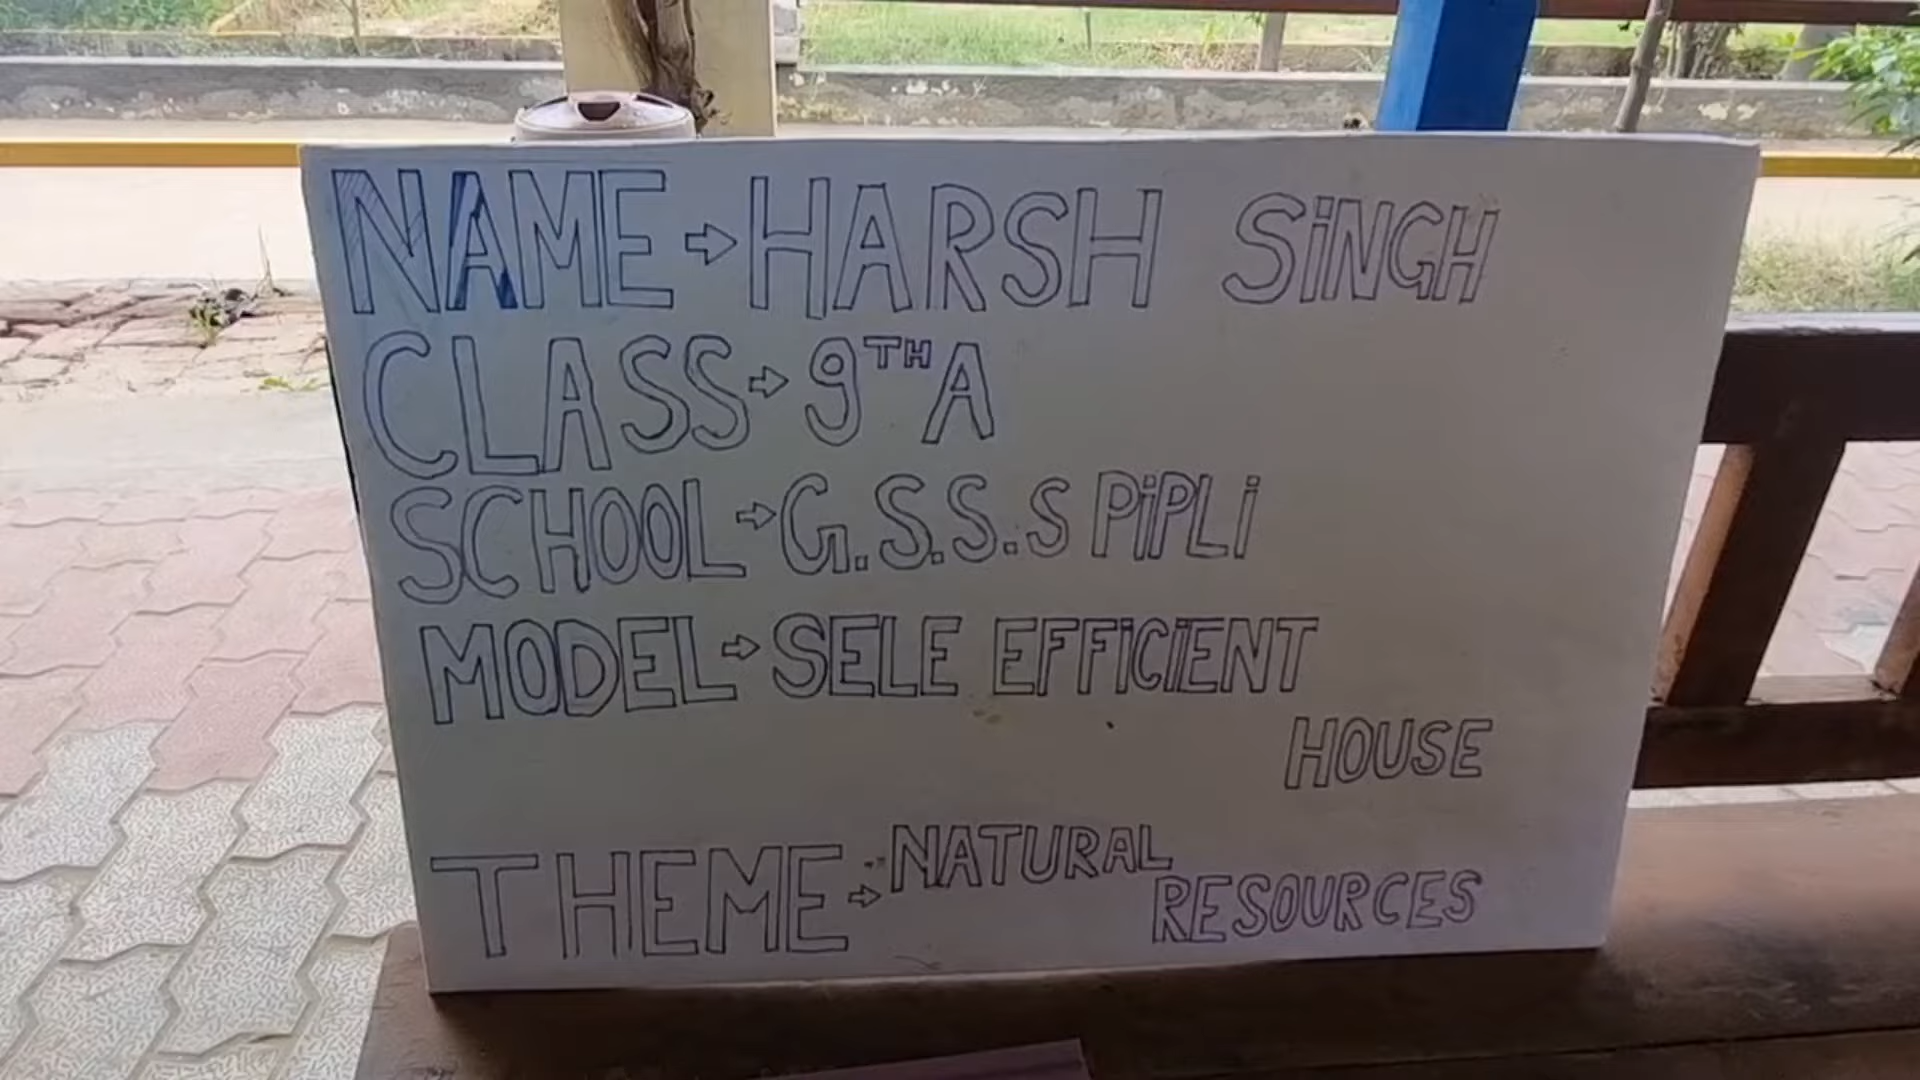 NAME ⇨ HARSH SiNGH
CLASS ⇨ 9TH A
SCHOOL ⇨ G.S.S.S PiPLi
MODEL ⇨ SELE EFFiCiENT
HOUSE
THEME ⇨ NATURAL
RESOURCES